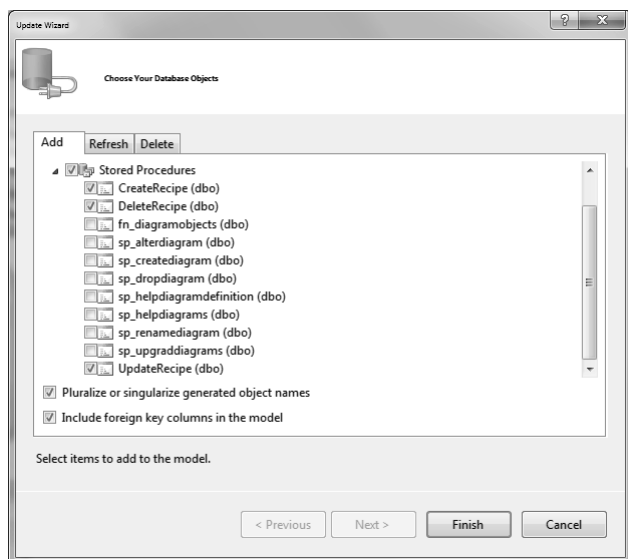 Update Wizard
?
X
Choose Your Database Objects
Add Refresh Delete
Stored Procedures
CreateRecipe (dbo)
DeleteRecipe (dbo)
fn_diagramobjects (dbo)
sp_alterdiagram (dbo)
sp_creatediagram (dbo)
sp_dropdiagram (dbo)
sp_helpdiagramdefinition (dbo)
sp_helpdiagrams (dbo)
sp_renamediagram (dbo)
sp_upgraddiagrams (dbo)
UpdateRecipe (dbo)
Pluralize or singularize generated object names
Include foreign key columns in the model
Select items to add to the model.
< Previous Next > Finish Cancel